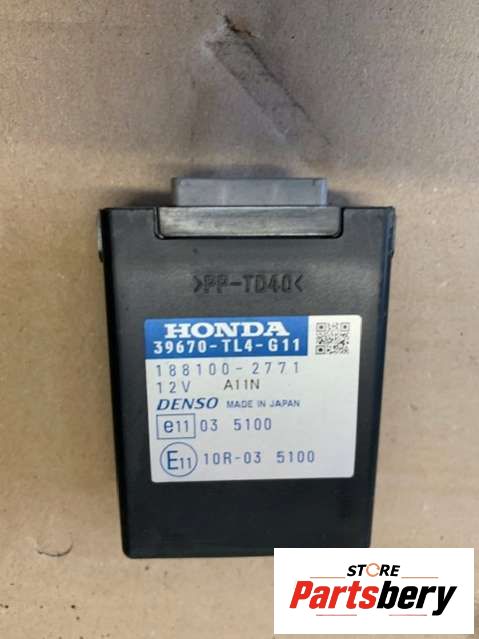 >PP-TD40<
HONDA
39670-TL4-G11
188100-2771
12V A11N
DENSO MADE IN JAPAN
e11 03 5100
E11 10R-03 5100
STORE
Partsbery